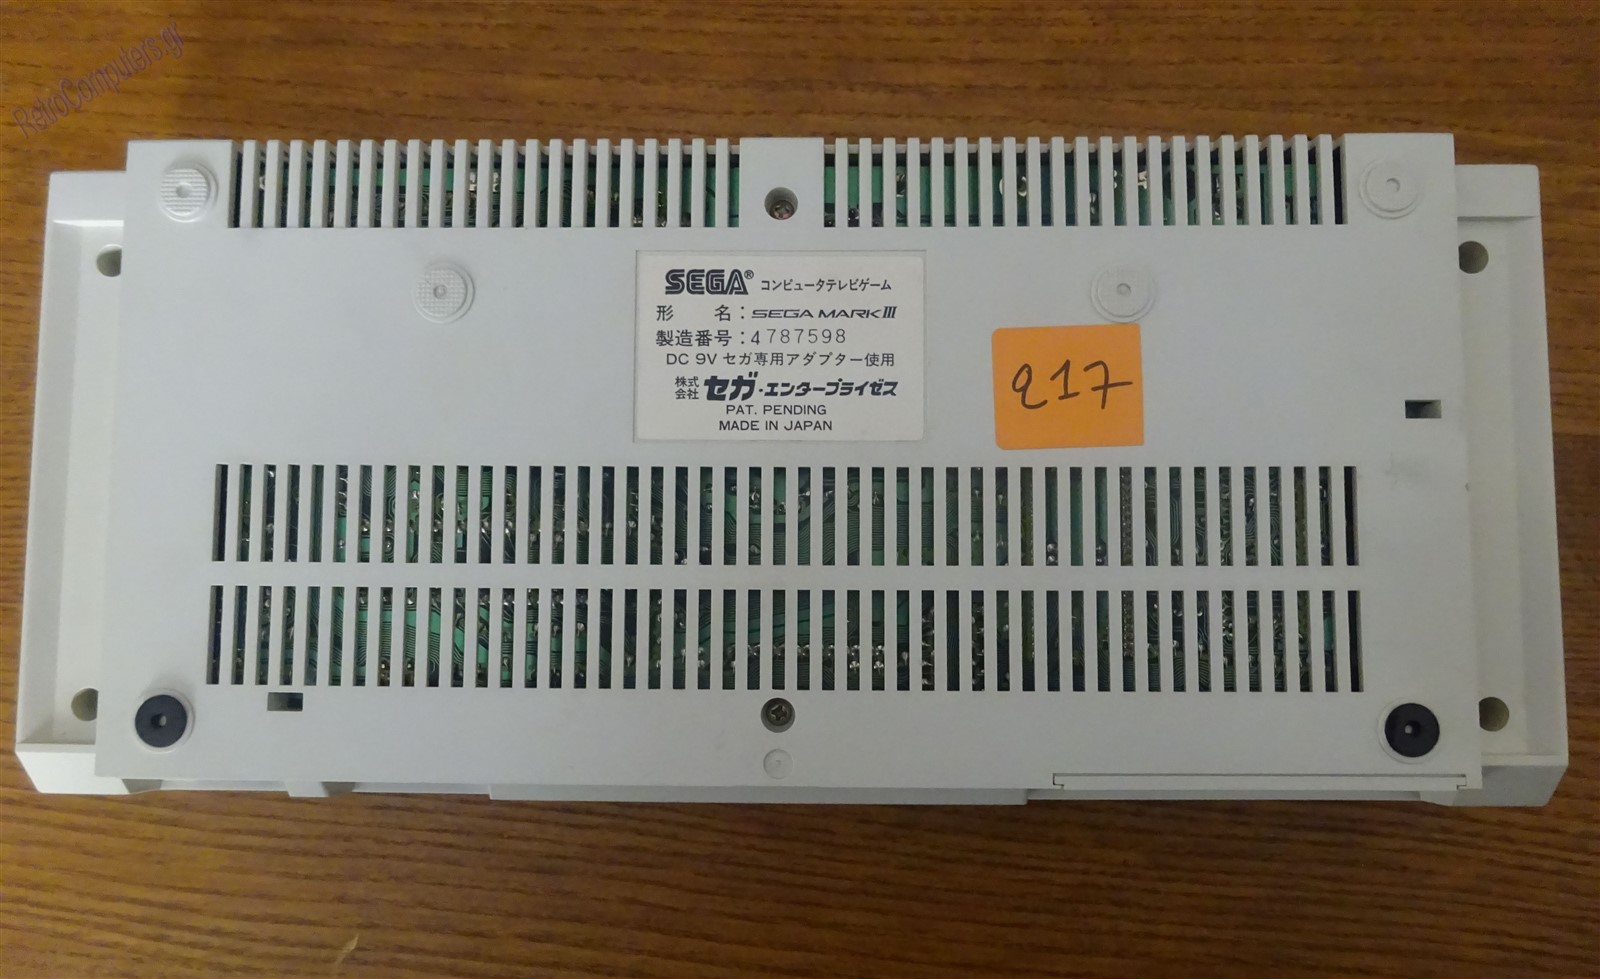 RetroComputers.gr
SEGA® コンピュータテレビゲーム
形 名：SEGA MARK III
製造番号：4787598
DC 9V セガ専用アダプター使用
株式会社 セガ・エンタープライゼス
PAT. PENDING
MADE IN JAPAN
217